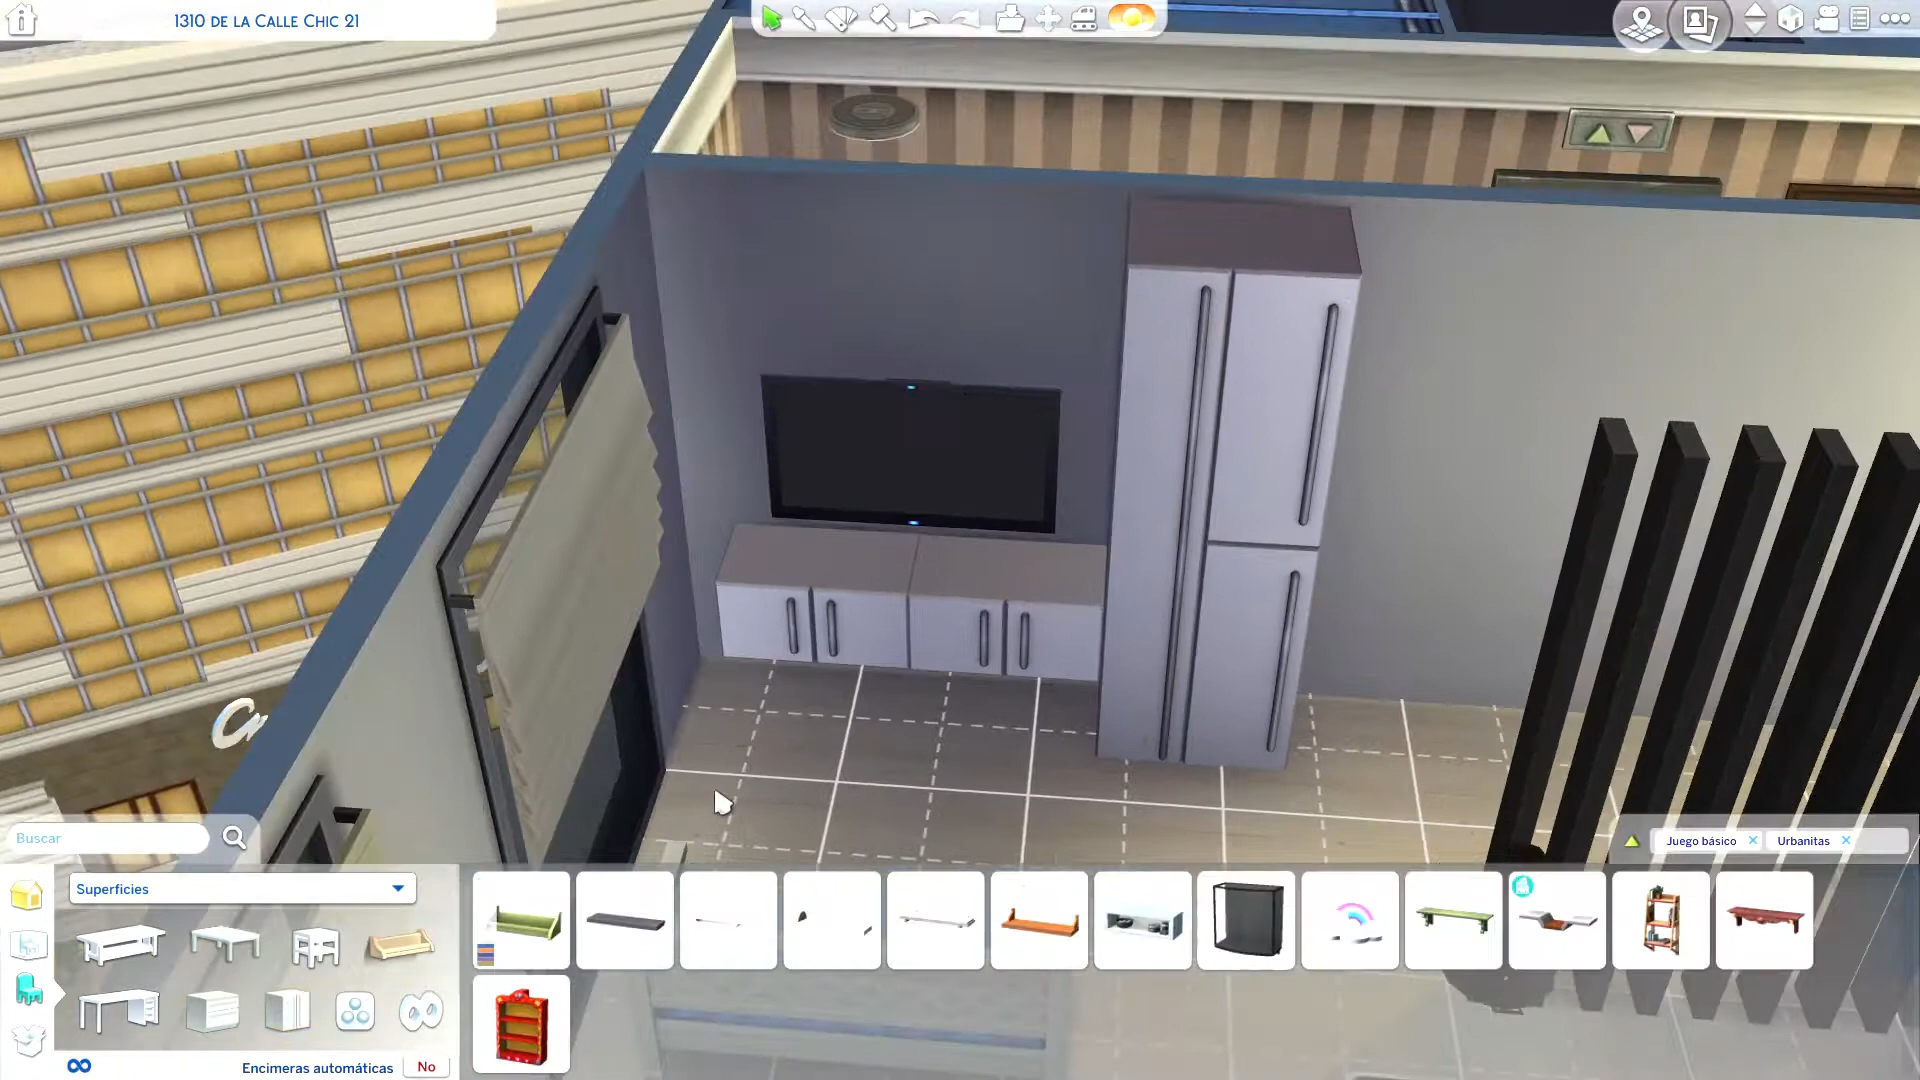 1310 DE LA CALLE CHIC 21
Buscar
Juego básico
Urbanitas
Superficies
Encimeras automáticas
No